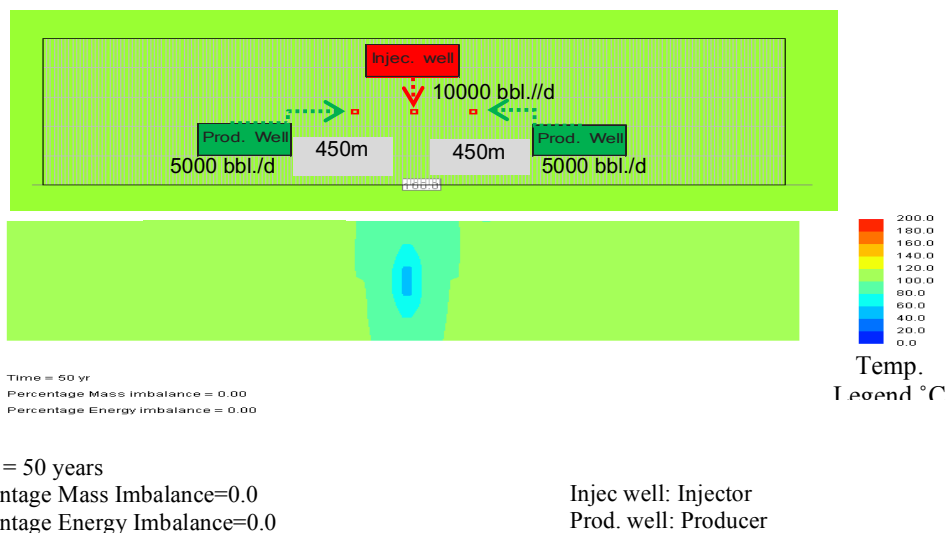 Injec. well
10000 bbl.//d
Prod. Well
450m
450m
Prod. Well
5000 bbl./d
5000 bbl./d
160.0
200.0
180.0
160.0
140.0
120.0
100.0
80.0
60.0
40.0
20.0
0.0
Temp.
Legend ˚C
Time = 50 yr
Percentage Mass imbalance = 0.00
Percentage Energy imbalance = 0.00
= 50 years
ntage Mass Imbalance=0.0
ntage Energy Imbalance=0.0
Injec well: Injector
Prod. well: Producer